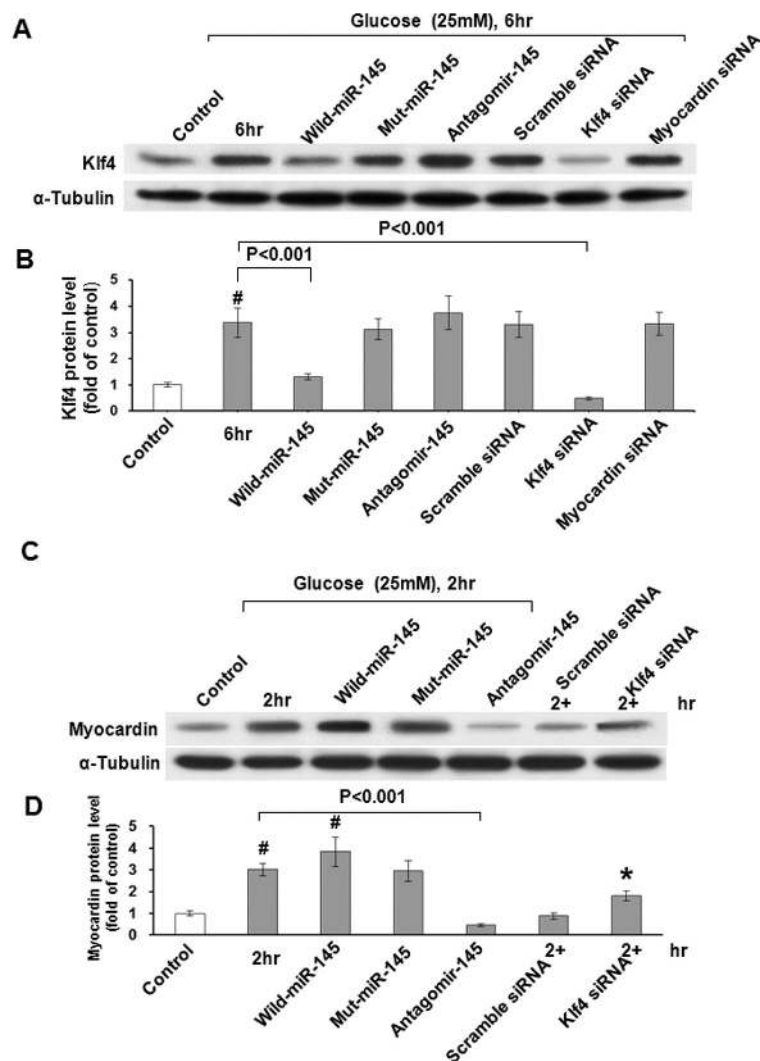 A
Glucose (25mM), 6hr
Control
6hr
Wild-miR-145
Mut-miR-145
Antagomir-145
Scramble siRNA
Klf4 siRNA
Myocardin siRNA
Klf4
α-Tubulin
B
P<0.001
P<0.001
Klf4 protein level
(fold of control)
5
4
3
2
1
0
#
Control
6hr
Wild-miR-145
Mut-miR-145
Antagomir-145
Scramble siRNA
Klf4 siRNA
Myocardin siRNA
C
Glucose (25mM), 2hr
Control
2hr
Wild-miR-145
Mut-miR-145
Antagomir-145
Scramble siRNA
2+
Klf4 siRNA
2+
hr
Myocardin
α-Tubulin
D
P<0.001
Myocardin protein level
(fold of control)
5
4
3
2
1
0
#
#
*
Control
2hr
Wild-miR-145
Mut-miR-145
Antagomir-145
Scramble siRNA
2+
Klf4 siRNA
2+
hr